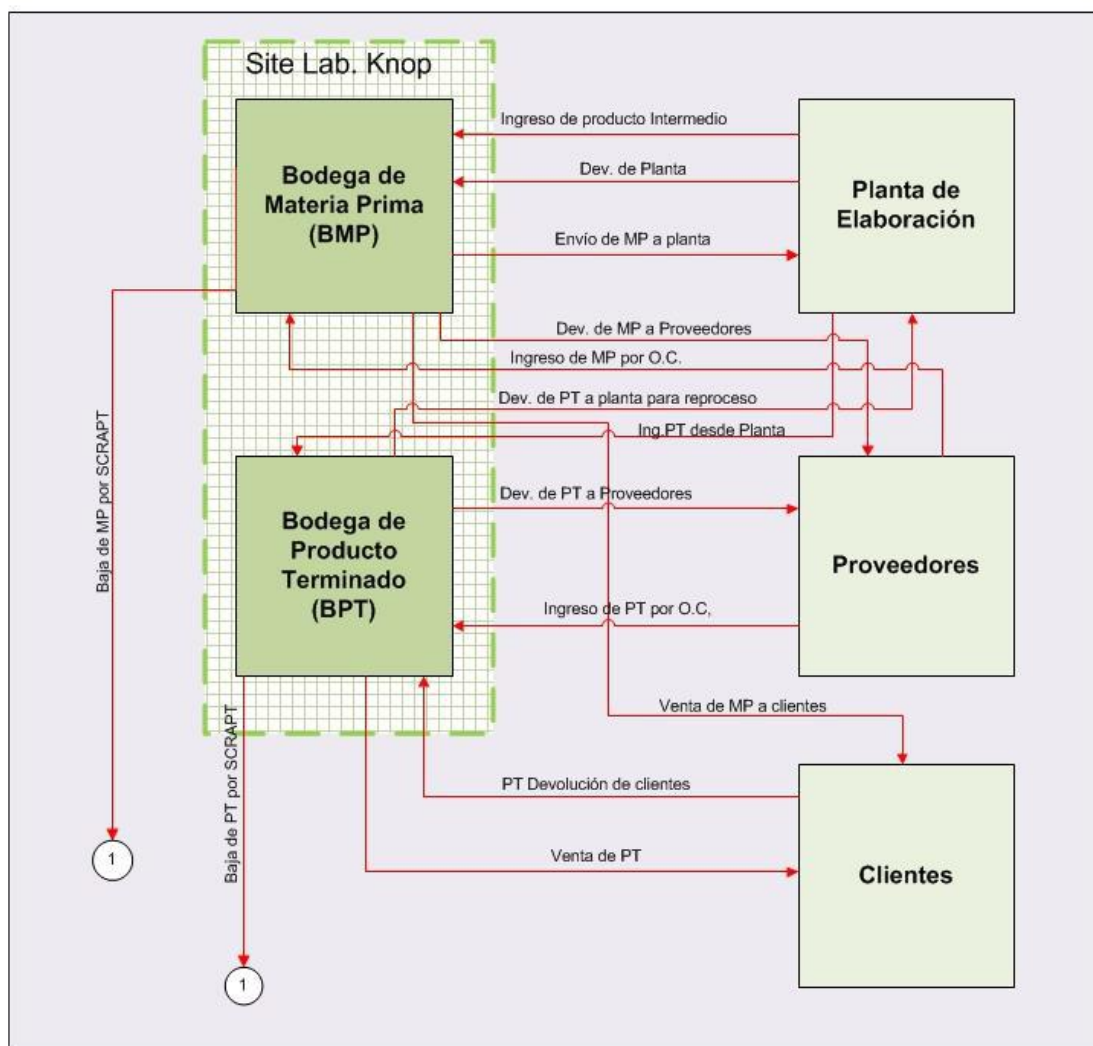 Site Lab. Knop
Bodega de
Materia Prima
(BMP)
Ingreso de producto Intermedio
Dev. de Planta
Envío de MP a planta
Planta de
Elaboración
Dev. de MP a Proveedores
Ingreso de MP por O.C.
Dev. de PT a planta para reproceso
Ing.PT desde Planta
Baja de MP por SCRAPT
Bodega de
Producto
Terminado
(BPT)
Dev. de PT a Proveedores
Ingreso de PT por O.C,
Proveedores
Venta de MP a clientes
Baja de PT por SCRAPT
PT Devolución de clientes
Venta de PT
Clientes
1
1